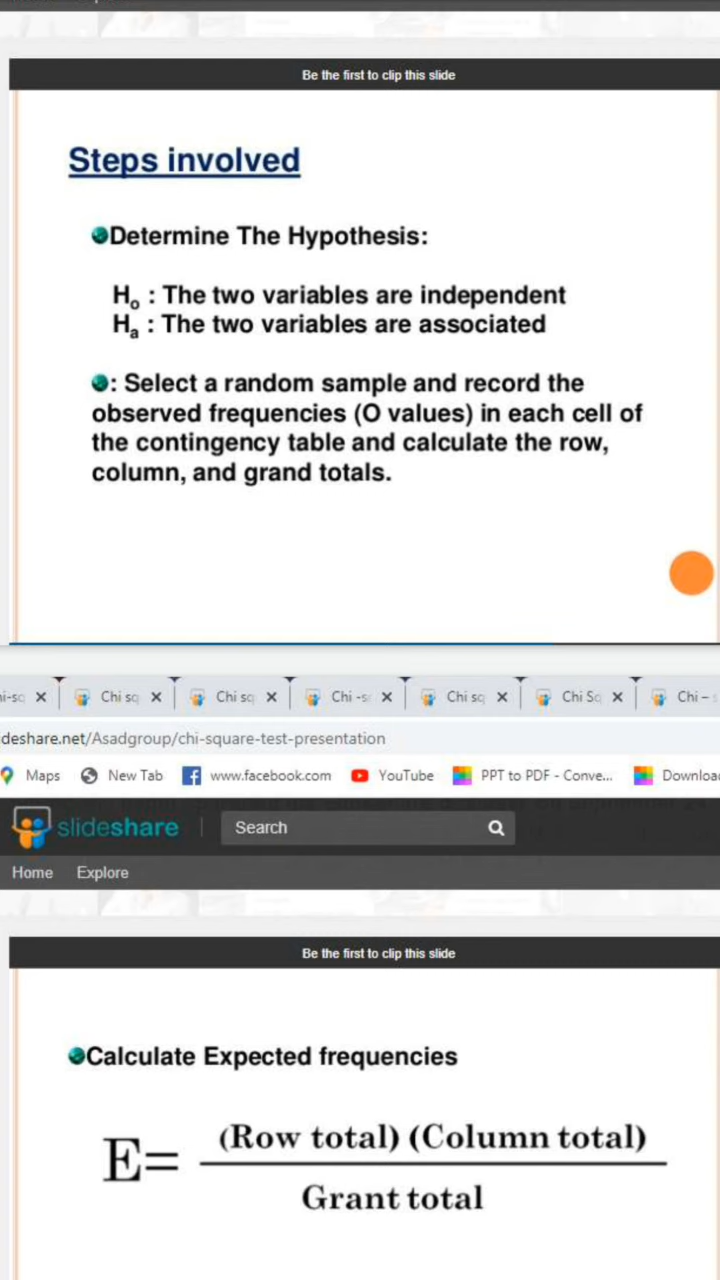 Be the first to clip this slide
Steps involved
Determine The Hypothesis:
Ho : The two variables are independent
Ha : The two variables are associated
: Select a random sample and record the
observed frequencies (O values) in each cell of
the contingency table and calculate the row,
column, and grand totals.
hi-sq × Chi sq × Chi sq × Chi -s × Chi sq × Chi Sq × Chi – s
ideshare.net/Asadgroup/chi-square-test-presentation
Maps New Tab www.facebook.com YouTube PPT to PDF - Conve... Downloa
slideshare | Search
Home Explore
Be the first to clip this slide
Calculate Expected frequencies
E= (Row total) (Column total)
Grant total